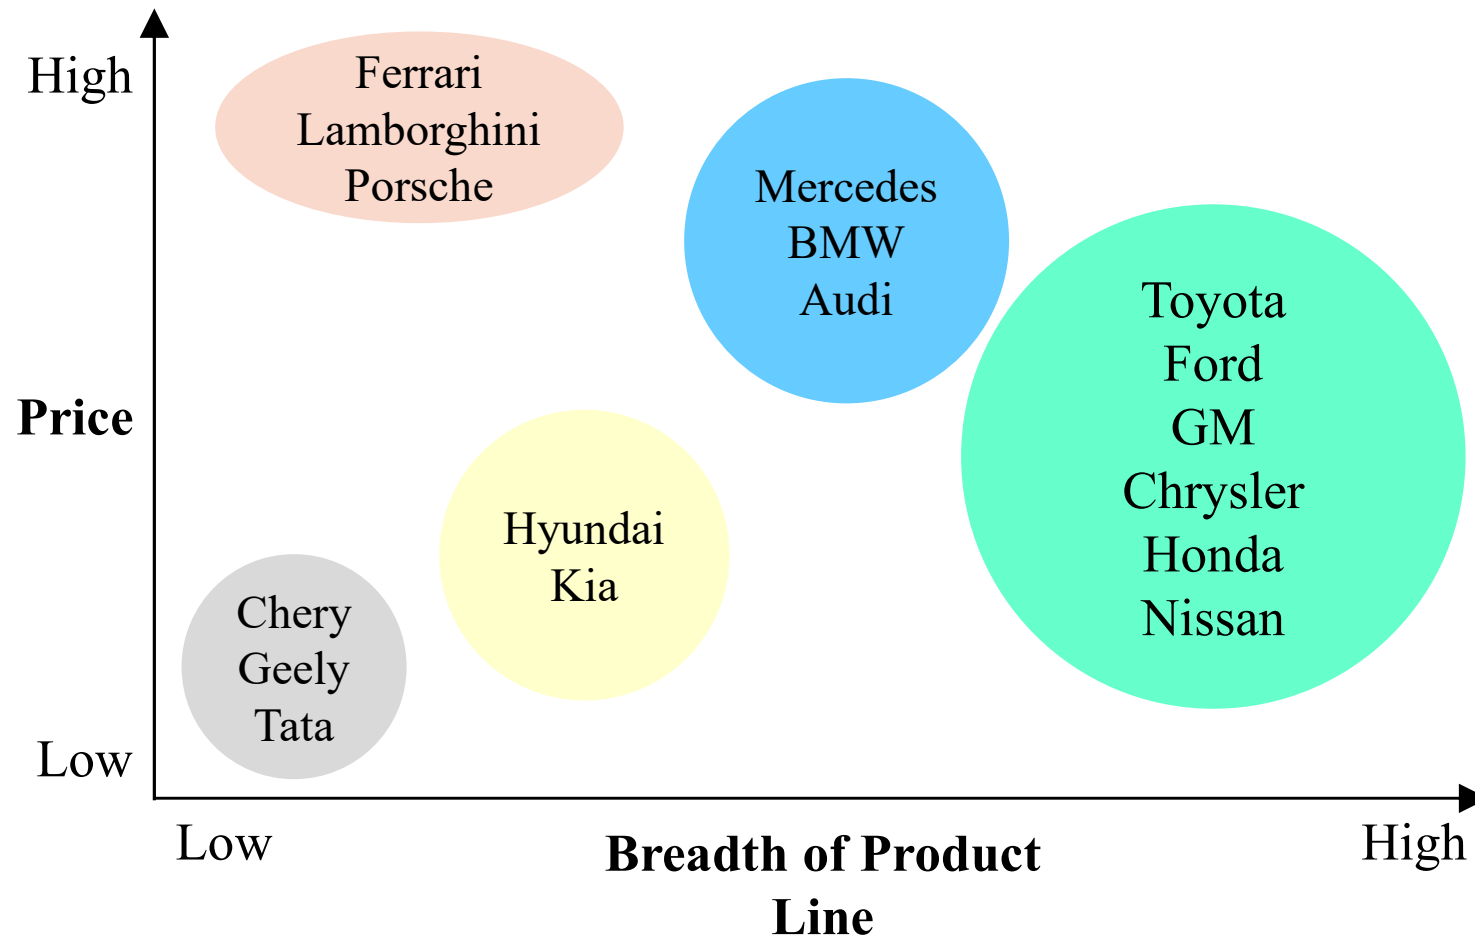 High
Ferrari
Lamborghini
Porsche
Mercedes
BMW
Audi
Toyota
Ford
GM
Chrysler
Honda
Nissan
Price
Hyundai
Kia
Chery
Geely
Tata
Low
Low
Breadth of Product
Line
High